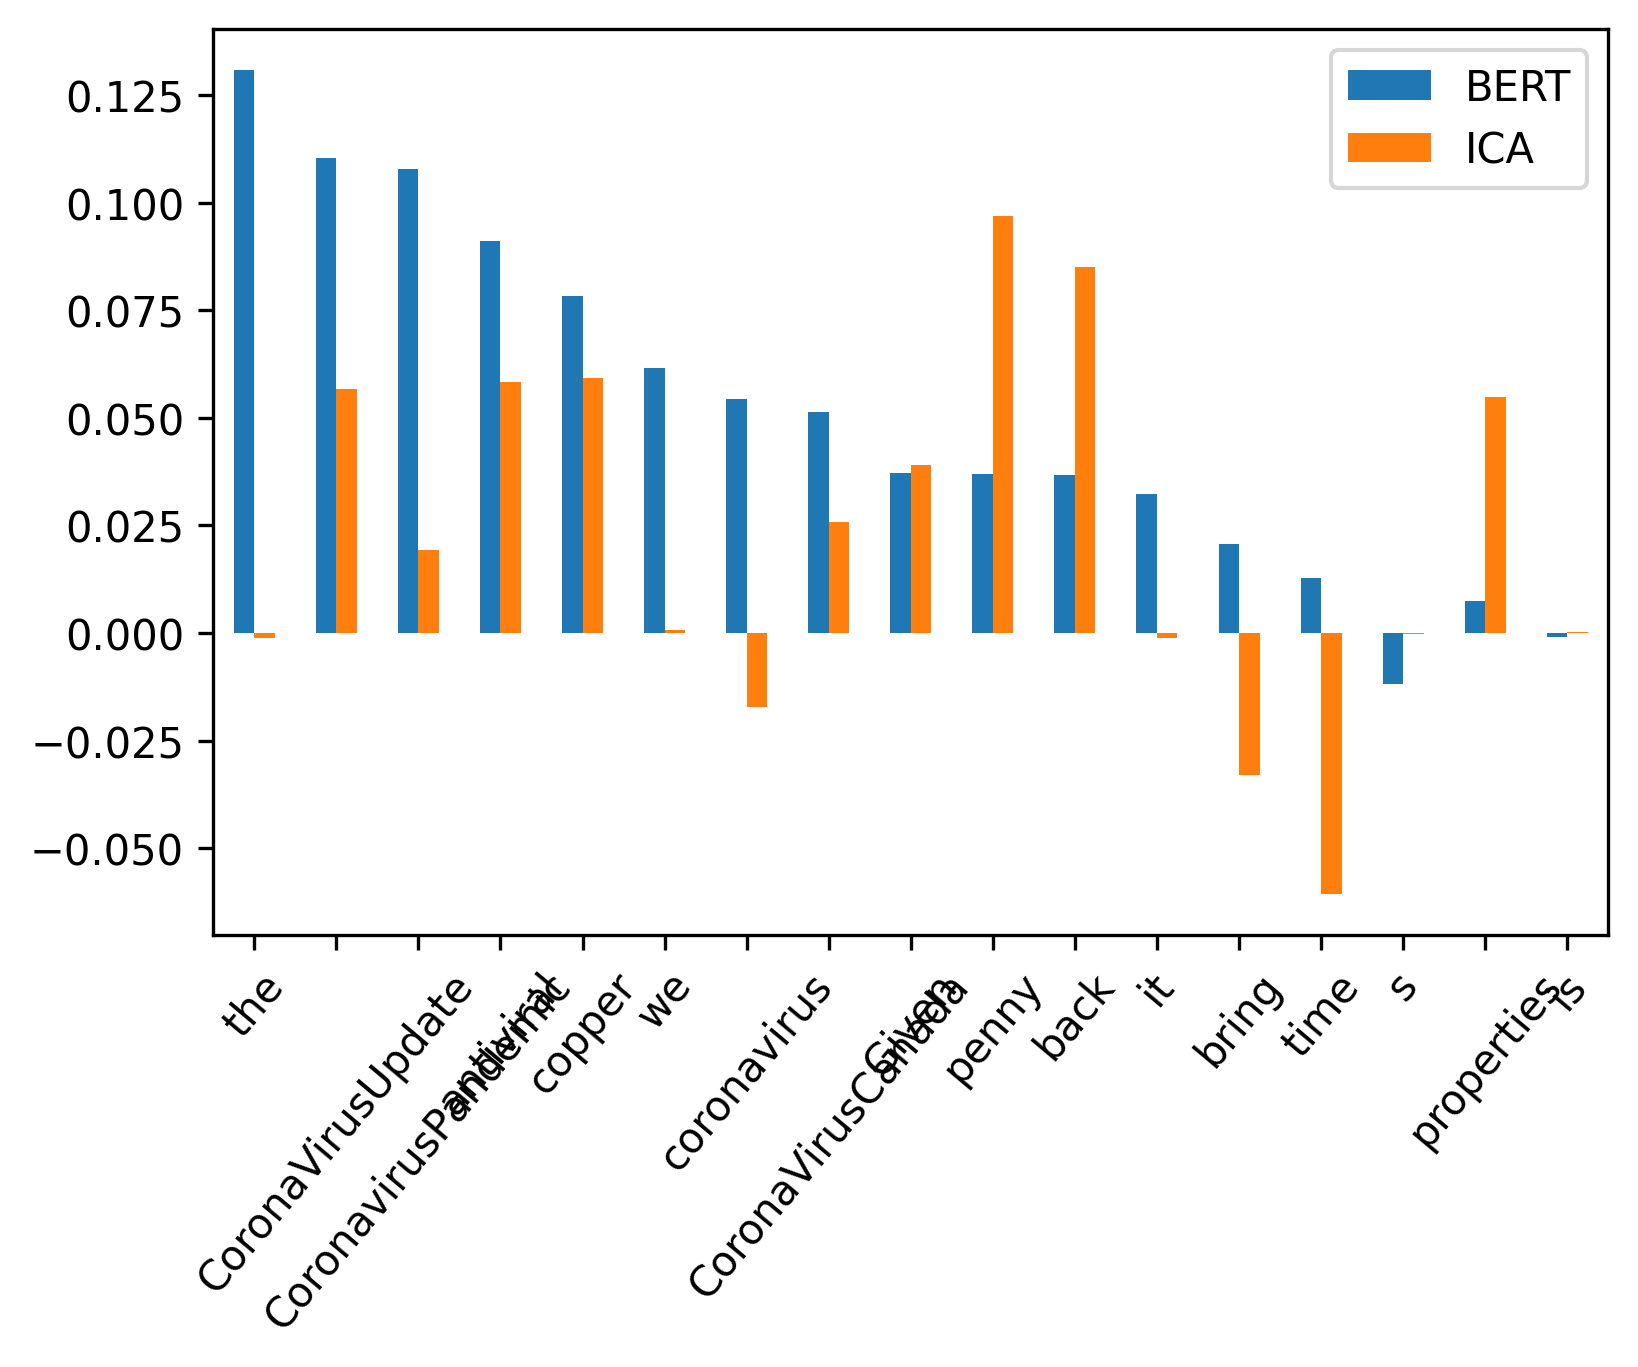 BERT
ICA
0.125
0.100
0.075
0.050
0.025
0.000
−0.025
−0.050
the
CoronaVirusUpdate
CoronavirusPandemic
antiviral
copper
we
coronavirus
CoronaVirusCanada
Given
penny
back
it
bring
time
s
properties
is